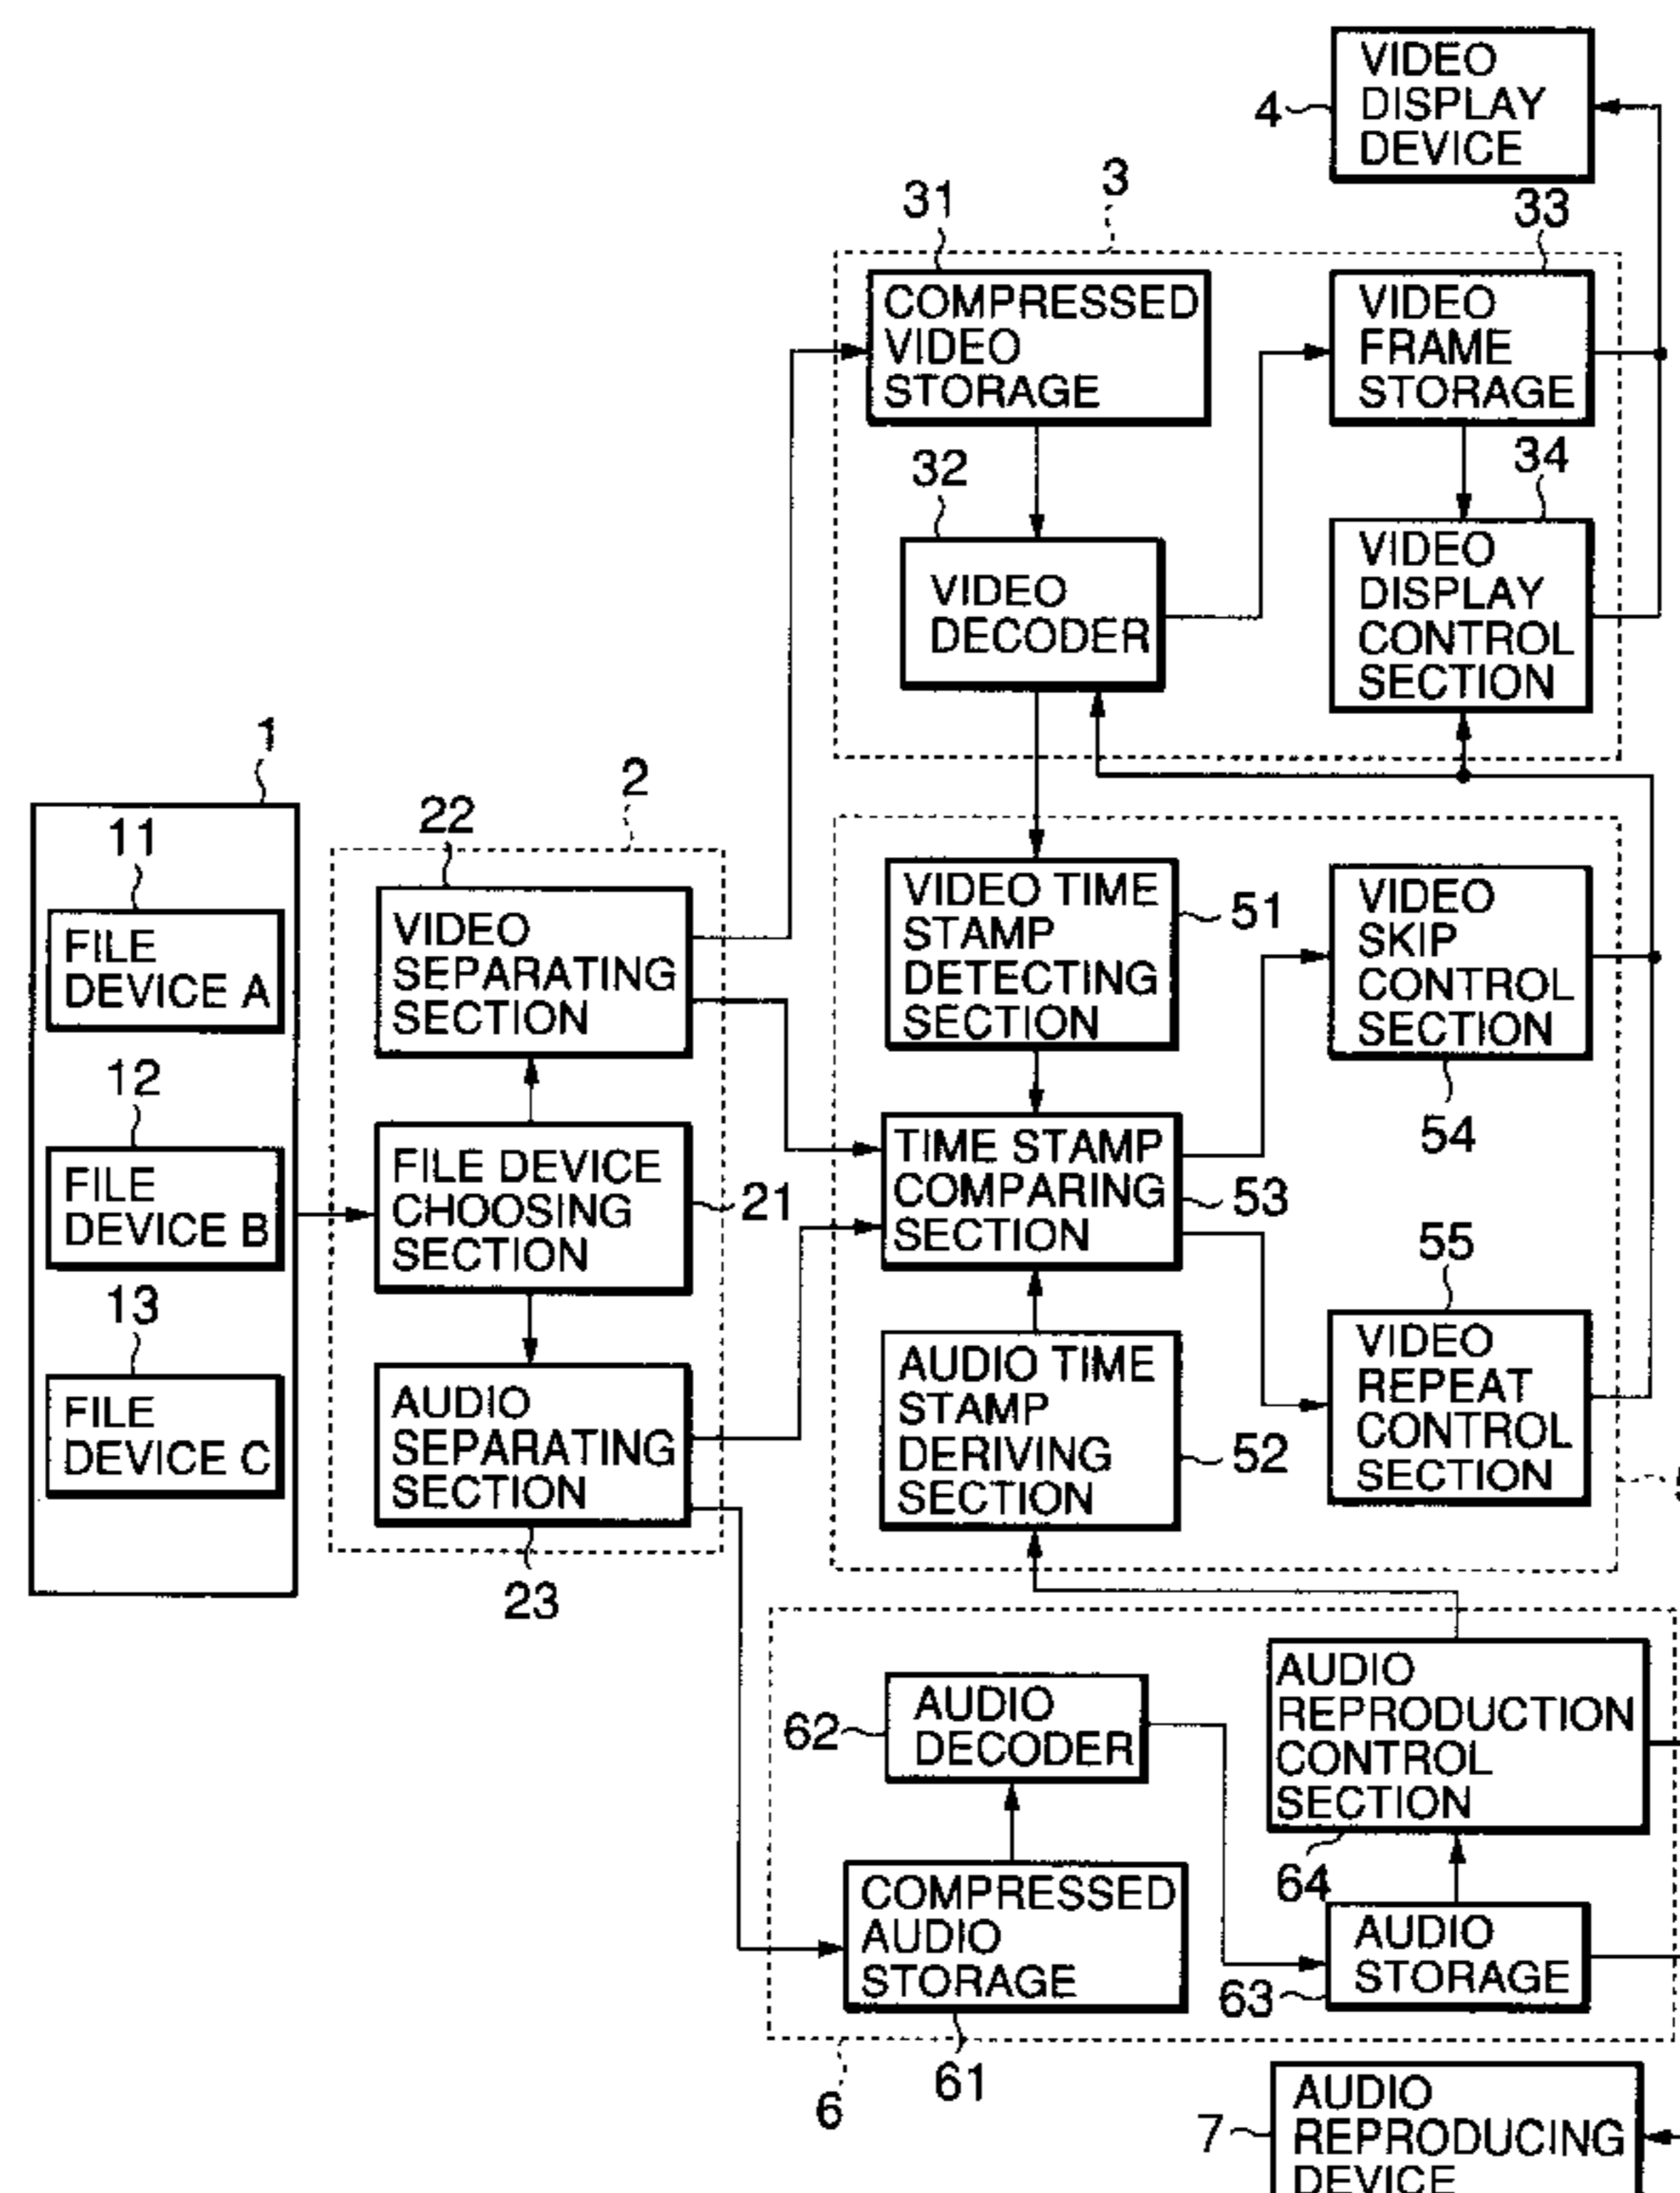 VIDEO
DISPLAY
DEVICE
4
3
31
COMPRESSED
VIDEO
STORAGE
33
VIDEO
FRAME
STORAGE
32
VIDEO
DECODER
34
VIDEO
DISPLAY
CONTROL
SECTION
1
11
FILE
DEVICE A
12
FILE
DEVICE B
13
FILE
DEVICE C
2
22
VIDEO
SEPARATING
SECTION
FILE DEVICE
CHOOSING
SECTION
21
AUDIO
SEPARATING
SECTION
23
VIDEO TIME
STAMP
DETECTING
SECTION
51
VIDEO
SKIP
CONTROL
SECTION
54
TIME STAMP
COMPARING
SECTION
53
55
VIDEO
REPEAT
CONTROL
SECTION
AUDIO TIME
STAMP
DERIVING
SECTION
52
62
AUDIO
DECODER
AUDIO
REPRODUCTION
CONTROL
SECTION
64
COMPRESSED
AUDIO
STORAGE
61
AUDIO
STORAGE
63
6
7
AUDIO
REPRODUCING
DEVICE